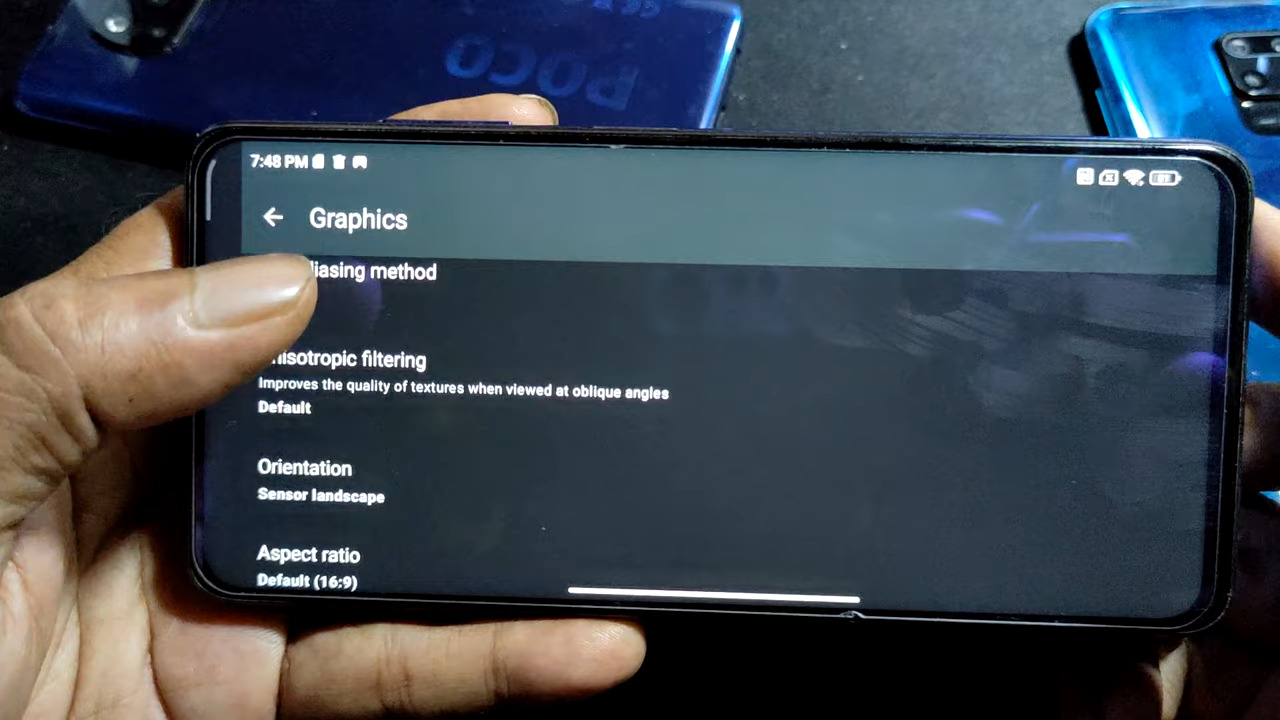 POCO
7:48 PM
Graphics
liasing method
nisotropic filtering
Improves the quality of textures when viewed at oblique angles
Default
Orientation
Sensor landscape
Aspect ratio
Default (16:9)